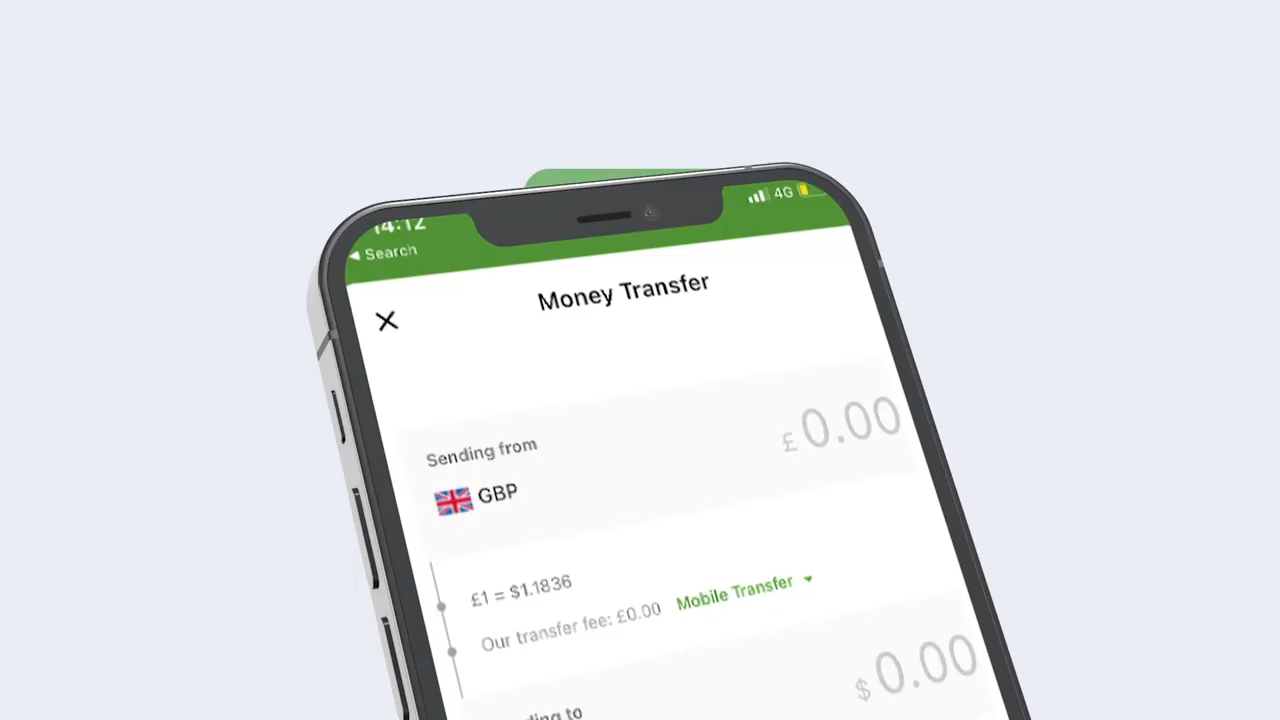 14:12
4G
Search
Money Transfer
Sending from
£ 0.00
GBP
£1 = $1.1836
Our transfer fee: £0.00 Mobile Transfer
$ 0.00
to